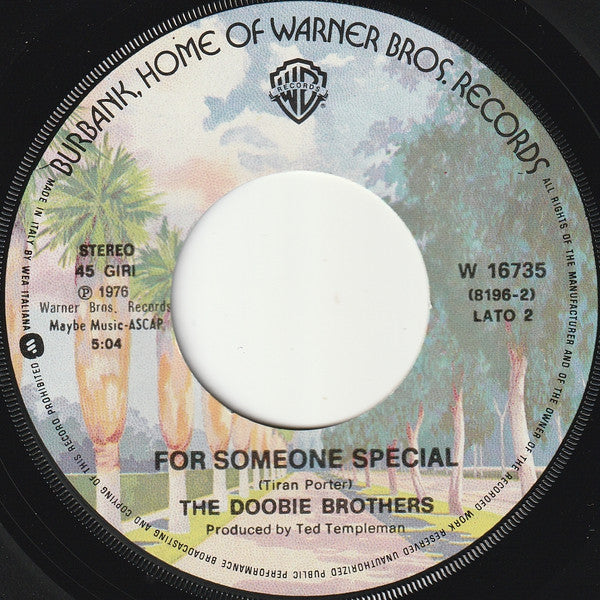 BURBANK, HOME OF WARNER BROS. RECORDS
WB
RECORDS
MADE IN ITALY BY WEA ITALIANA
ALL RIGHTS OF THE MANUFACTURER AND OF THE OWNER OF THE RECORDED WORK RESERVED UNAUTHORIZED PUBLIC PERFORMANCE BROADCASTING AND COPYING OF THIS RECORD PROHIBITED
STEREO
45 GIRI
℗ 1976
Warner Bros. Records
Maybe Music-ASCAP
5:04
W 16735
(8196-2)
LATO 2
FOR SOMEONE SPECIAL
(Tiran Porter)
THE DOOBIE BROTHERS
Produced by Ted Templeman